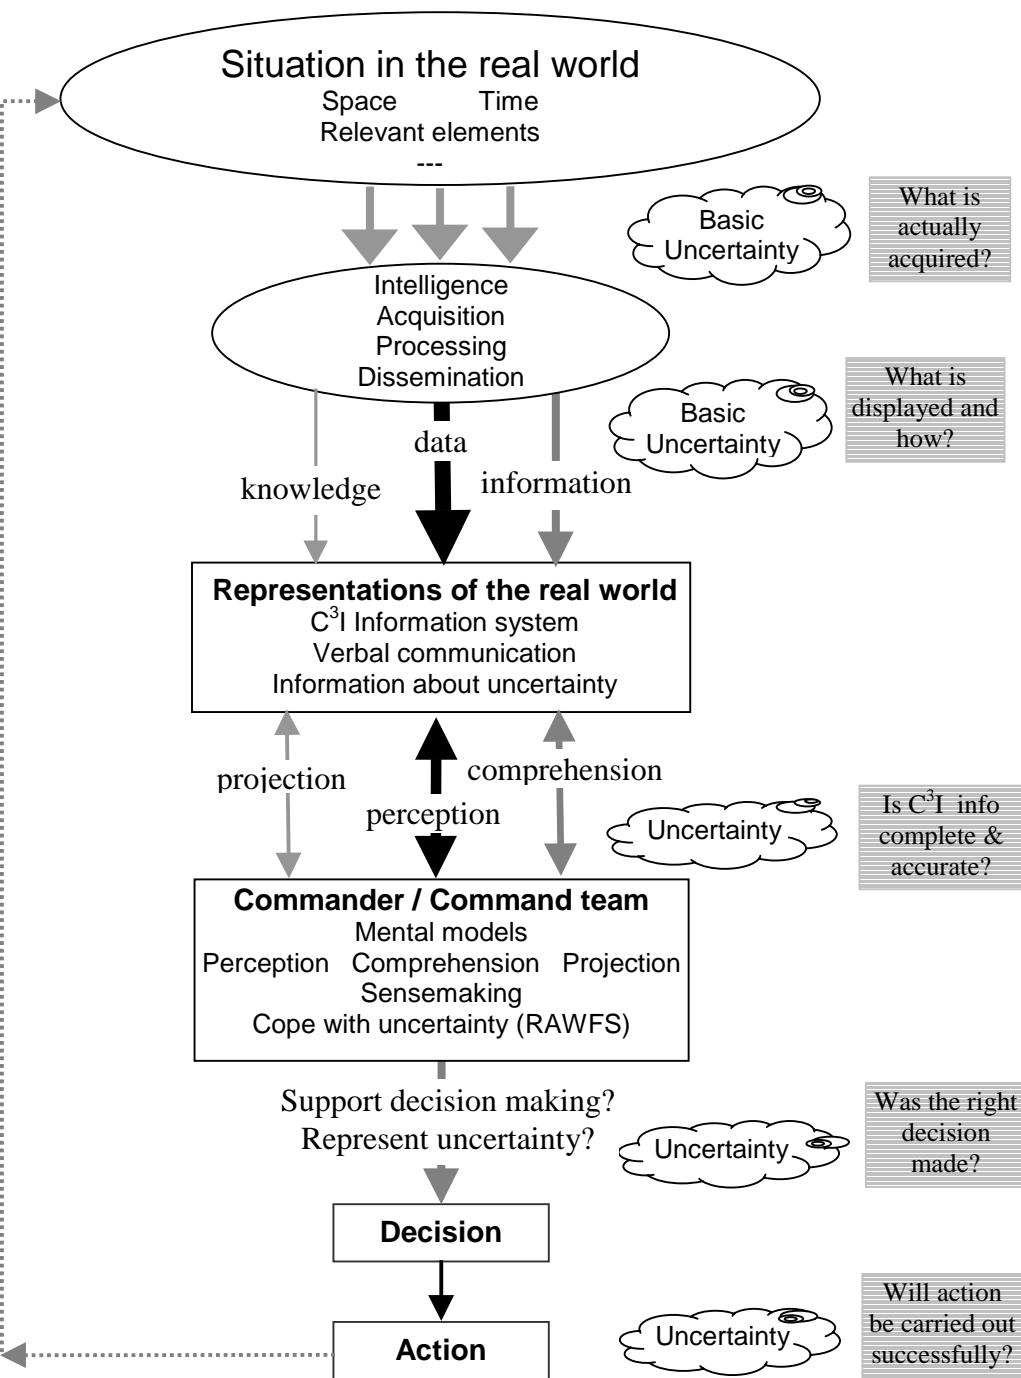 Situation in the real world
Space Time
Relevant elements
---
Basic
Uncertainty
What is
actually
acquired?
Intelligence
Acquisition
Processing
Dissemination
Basic
Uncertainty
What is
displayed and
how?
data
knowledge
information
Representations of the real world
C³I Information system
Verbal communication
Information about uncertainty
projection
perception
comprehension
Uncertainty
Is C³I info
complete &
accurate?
Commander / Command team
Mental models
Perception Comprehension Projection
Sensemaking
Cope with uncertainty (RAWFS)
Support decision making?
Represent uncertainty?
Uncertainty
Was the right
decision
made?
Decision
Action
Uncertainty
Will action
be carried out
successfully?